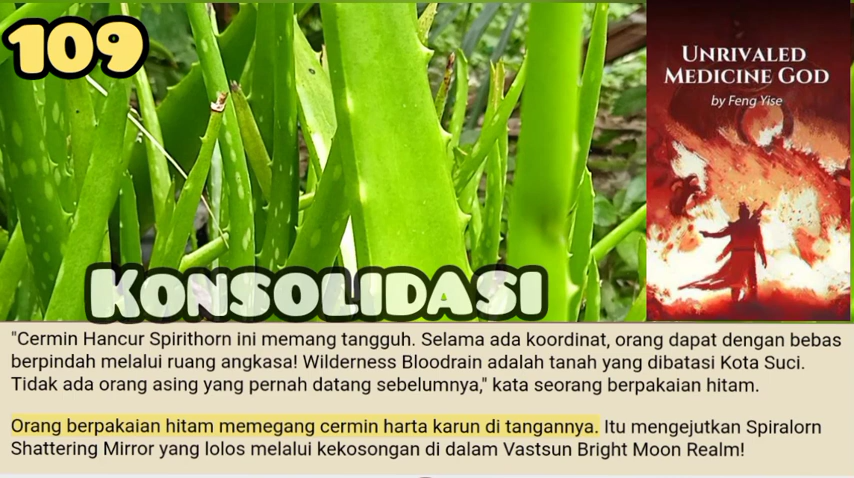 109
UNRIVALED
MEDICINE GOD
by Feng Yise
KONSOLIDASI
"Cermin Hancur Spirithorn ini memang tangguh. Selama ada koordinat, orang dapat dengan bebas
berpindah melalui ruang angkasa! Wilderness Bloodrain adalah tanah yang dibatasi Kota Suci.
Tidak ada orang asing yang pernah datang sebelumnya," kata seorang berpakaian hitam.
Orang berpakaian hitam memegang cermin harta karun di tangannya. Itu mengejutkan Spiralorn
Shattering Mirror yang lolos melalui kekosongan di dalam Vastsun Bright Moon Realm!